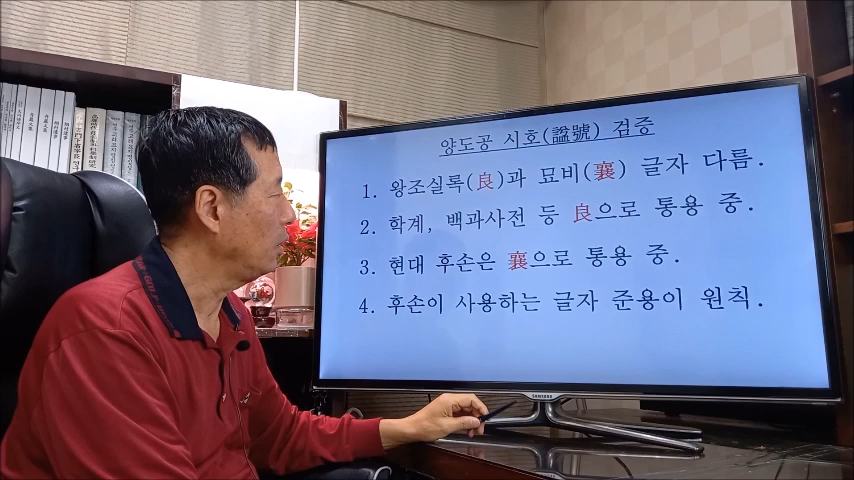 양도공 시호(諡號) 검증
1. 왕조실록(良)과 묘비(襄) 글자 다름.
2. 학계, 백과사전 등 良으로 통용 중.
3. 현대 후손은 襄으로 통용 중.
4. 후손이 사용하는 글자 준용이 원칙.
SAMSUNG